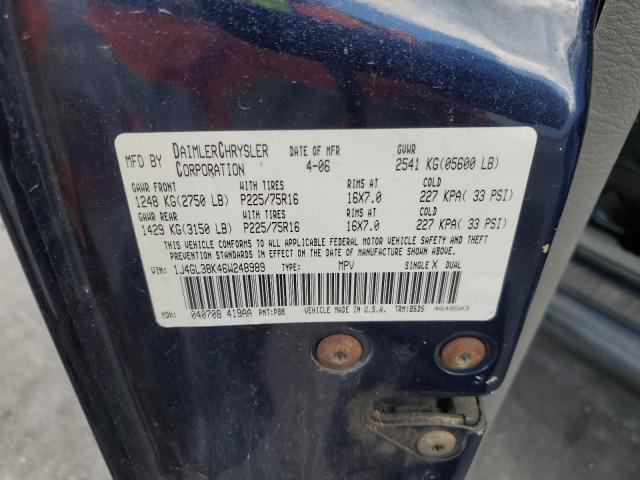 MFD BY DAIMLERCHRYSLER CORPORATION DATE OF MFR 4-06 GVWR 2541 KG(05600 LB)
GAWR FRONT WITH TIRES RIMS AT COLD
1248 KG(2750 LB) P225/75R16 16X7.0 227 KPA( 33 PSI)
GAWR REAR WITH TIRES RIMS AT COLD
1429 KG(3150 LB) P225/75R16 16X7.0 227 KPA( 33 PSI)
THIS VEHICLE CONFORMS TO ALL APPLICABLE FEDERAL MOTOR VEHICLE SAFETY AND THEFT
PREVENTION STANDARDS IN EFFECT ON THE DATE OF MANUFACTURE SHOWN ABOVE.
VIN: 1J4GL38K46W248989 TYPE: MPV SINGLE X DUAL
MDH: 040708 419AA PNT:PBB VEHICLE MADE IN U.S.A. TRM:B5D5 4648503